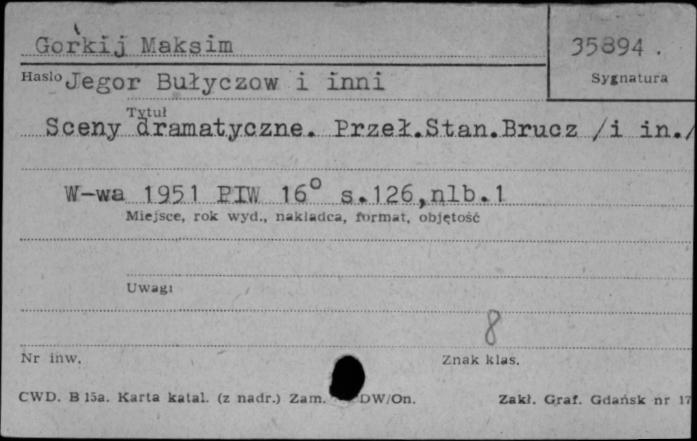 Gorkij Maksim
35894.
Hasło Jegor Bułyczow i inni
Sygnatura
Tytuł
Sceny dramatyczne. Przeł.Stan.Brucz /i in./
W-wa 1951 PIW 16° s.126,nlb.1
Miejsce, rok wyd., nakładca, format, objętość
Uwagi
8
Nr inw.
Znak klas.
CWD. B 15a. Karta katal. (z nadr.) Zam. DW/On.
Zakł. Graf. Gdańsk nr 17